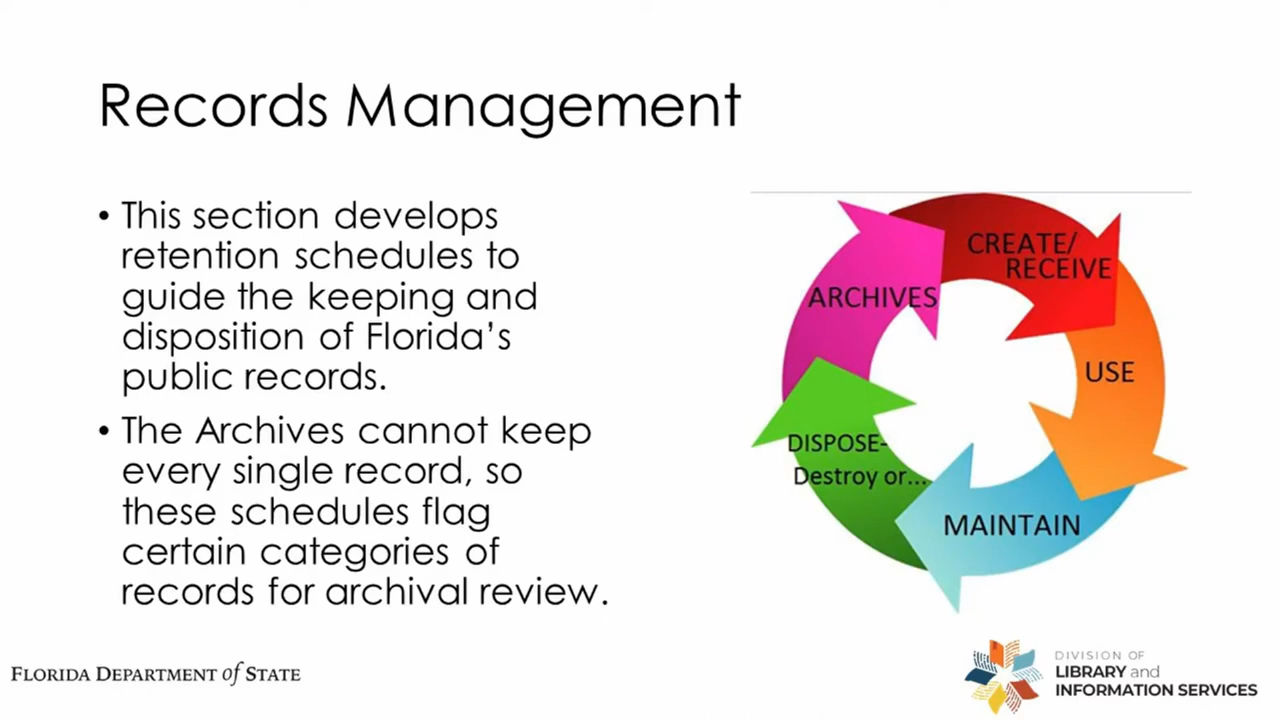 Records Management
• This section develops
retention schedules to
guide the keeping and
disposition of Florida’s
public records.
• The Archives cannot keep
every single record, so
these schedules flag
certain categories of
records for archival review.
CREATE/
RECEIVE
USE
MAINTAIN
DISPOSE-
Destroy or...
ARCHIVES
FLORIDA DEPARTMENT of STATE
DIVISION OF
LIBRARY and
INFORMATION SERVICES